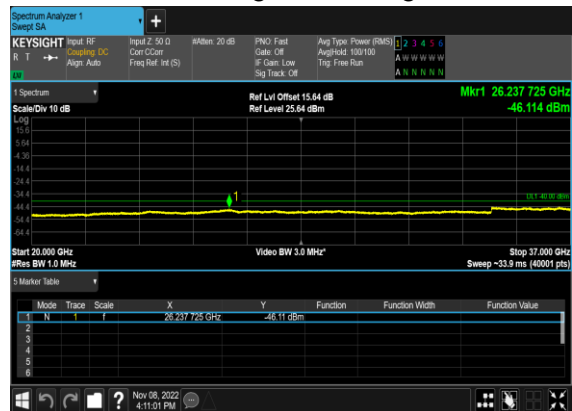 Spectrum Analyzer 1
Swept SA
+
KEYSIGHT Input: RF Input Z: 50 Ω #Atten: 20 dB PNO: Fast Avg Type: Power (RMS) 1 2 3 4 5 6
R T Coupling: DC Corr CCorr Gate: Off Avg|Hold: 100/100 A W W W W W
Align: Auto Freq Ref: Int (S) IF Gain: Low Trig: Free Run
Sig Track: Off A N N N N N
1 Spectrum Ref Lvl Offset 15.64 dB Mkr1 26.237 725 GHz
Scale/Div 10 dB Ref Level 25.64 dBm -46.114 dBm
Log
15.6
5.64
-4.36
-14.4
-24.4
-34.4
1
-44.4
-54.4
-64.4
Start 20.000 GHz Video BW 3.0 MHz* Stop 37.000 GHz
#Res BW 1.0 MHz Sweep ~33.9 ms (40001 pts)
5 Marker Table
Mode Trace Scale X Y Function Function Width Function Value
1 N 1 f 26.237 725 GHz -46.11 dBm
2
3
4
5
6
? Nov 08, 2022
4:11:01 PM